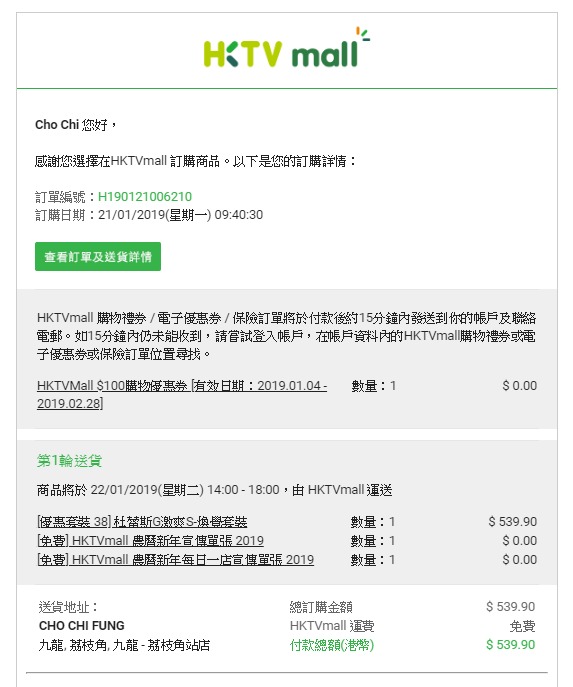 HKTV mall
Cho Chi 您好，
感謝您選擇在HKTVmall 訂購商品。以下是您的訂購詳情：
訂單編號：H190121006210
訂購日期：21/01/2019(星期一) 09:40:30
查看訂單及送貨詳情
HKTVmall 購物禮券 / 電子優惠券 / 保險訂單將於付款後約15分鐘內發送到你的帳戶及聯絡
電郵。如15分鐘內仍未能收到，請嘗試登入帳戶，在帳戶資料內的HKTVmall購物禮券或電
子優惠券或保險訂單位置尋找。
HKTVMall $100購物優惠券 [有效日期：2019.01.04 - 數量：1 $ 0.00
2019.02.28]
第1輪送貨
商品將於 22/01/2019(星期二) 14:00 - 18:00，由 HKTVmall 運送
[優惠套裝 38] 杜蕾斯G激爽S-煥譽套裝 數量：1 $ 539.90
[免費] HKTVmall 農曆新年宣傳單張 2019 數量：1 $ 0.00
[免費] HKTVmall 農曆新年每日一店宣傳單張 2019 數量：1 $ 0.00
送貨地址： 總訂購金額 $ 539.90
CHO CHI FUNG HKTVmall 運費 免費
九龍, 荔枝角, 九龍 - 荔枝角站店 付款總額(港幣) $ 539.90